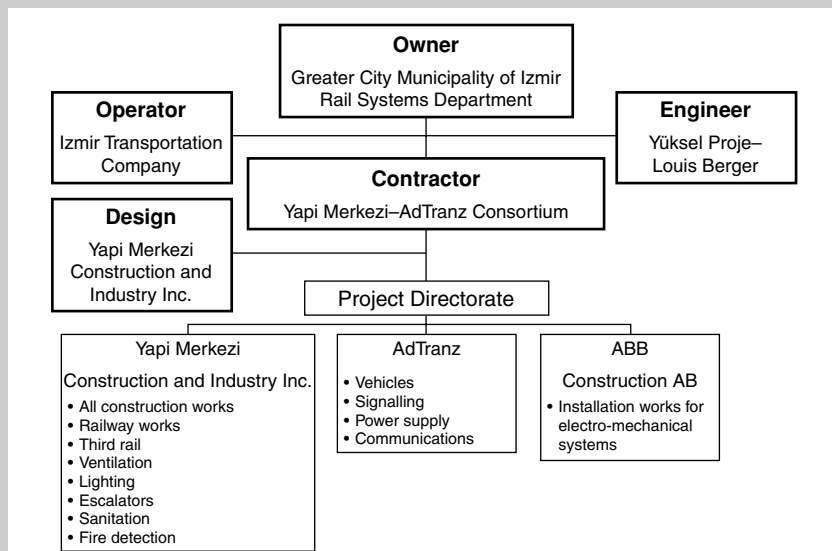 Owner
Greater City Municipality of Izmir
Rail Systems Department
Operator
Izmir Transportation
Company
Engineer
Yüksel Proje–
Louis Berger
Contractor
Yapi Merkezi–AdTranz Consortium
Design
Yapi Merkezi
Construction and
Industry Inc.
Project Directorate
Yapi Merkezi
Construction and Industry Inc.
• All construction works
• Railway works
• Third rail
• Ventilation
• Lighting
• Escalators
• Sanitation
• Fire detection
AdTranz
• Vehicles
• Signalling
• Power supply
• Communications
ABB
Construction AB
• Installation works for
electro-mechanical
systems